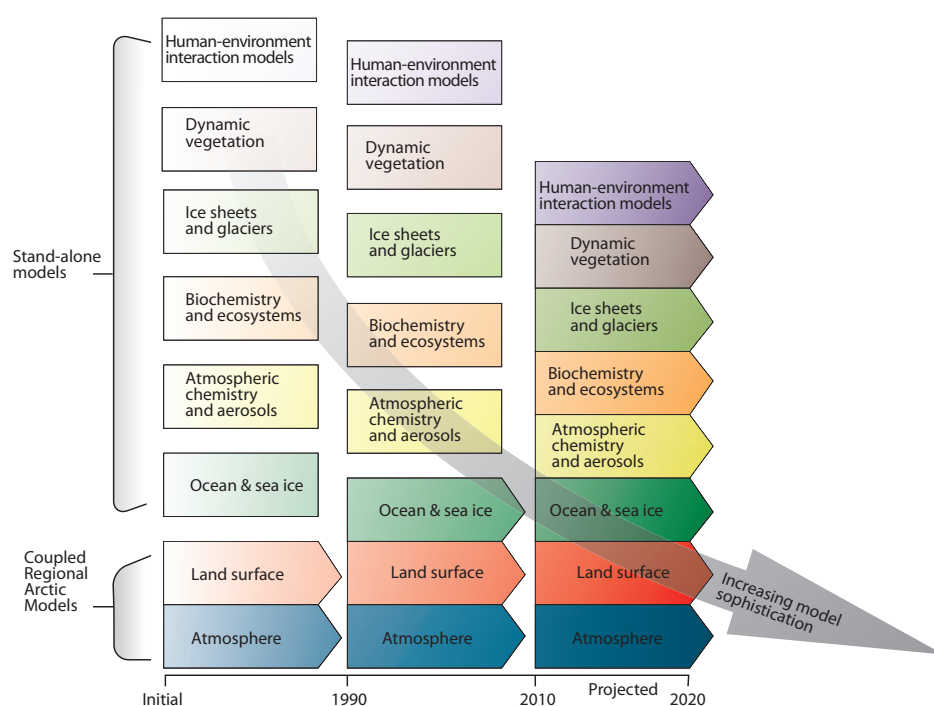 Human-environment
interaction models
Dynamic
vegetation
Ice sheets
and glaciers
Biochemistry
and ecosystems
Atmospheric
chemistry
and aerosols
Ocean & sea ice
Land surface
Atmosphere
Human-environment
interaction models
Dynamic
vegetation
Ice sheets
and glaciers
Biochemistry
and ecosystems
Atmospheric
chemistry
and aerosols
Ocean & sea ice
Land surface
Atmosphere
Human-environment
interaction models
Dynamic
vegetation
Ice sheets
and glaciers
Biochemistry
and ecosystems
Atmospheric
chemistry
and aerosols
Ocean & sea ice
Land surface
Atmosphere
Stand-alone
models
Coupled
Regional
Arctic
Models
Increasing model
sophistication
Initial
1990
2010
Projected
2020